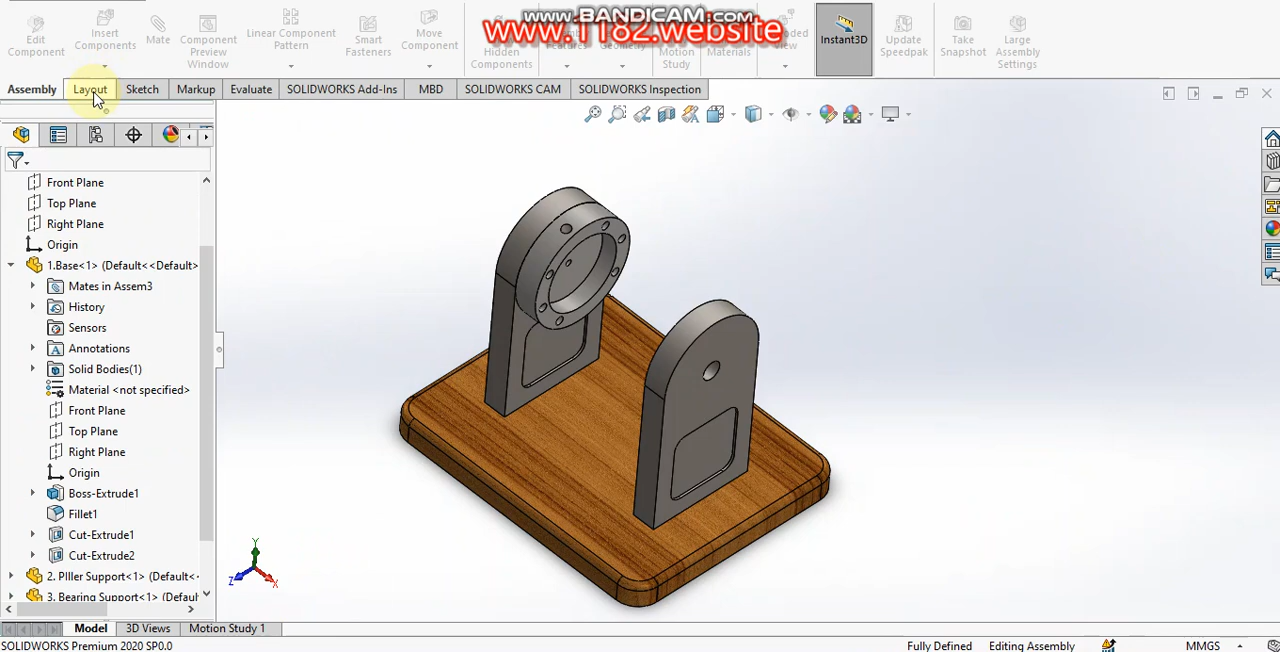 www.BANDICAM.com
www.1182.website
Edit Component
Insert Components
Mate
Component Preview Window
Linear Component Pattern
Smart Fasteners
Move Component
Hidden Components
Features
Geometry
Motion Study
Materials
View
Instant3D
Update Speedpak
Take Snapshot
Large Assembly Settings
Assembly Layout Sketch Markup Evaluate SOLIDWORKS Add-Ins MBD SOLIDWORKS CAM SOLIDWORKS Inspection
Front Plane
Top Plane
Right Plane
Origin
1.Base<1> (Default<<Default>
Mates in Assem3
History
Sensors
Annotations
Solid Bodies(1)
Material <not specified>
Front Plane
Top Plane
Right Plane
Origin
Boss-Extrude1
Fillet1
Cut-Extrude1
Cut-Extrude2
2. PIller Support<1> (Default<
3. Bearing Support<1> (Default
Y
Z
X
Model 3D Views Motion Study 1
SOLIDWORKS Premium 2020 SP0.0
Fully Defined
Editing Assembly
MMGS